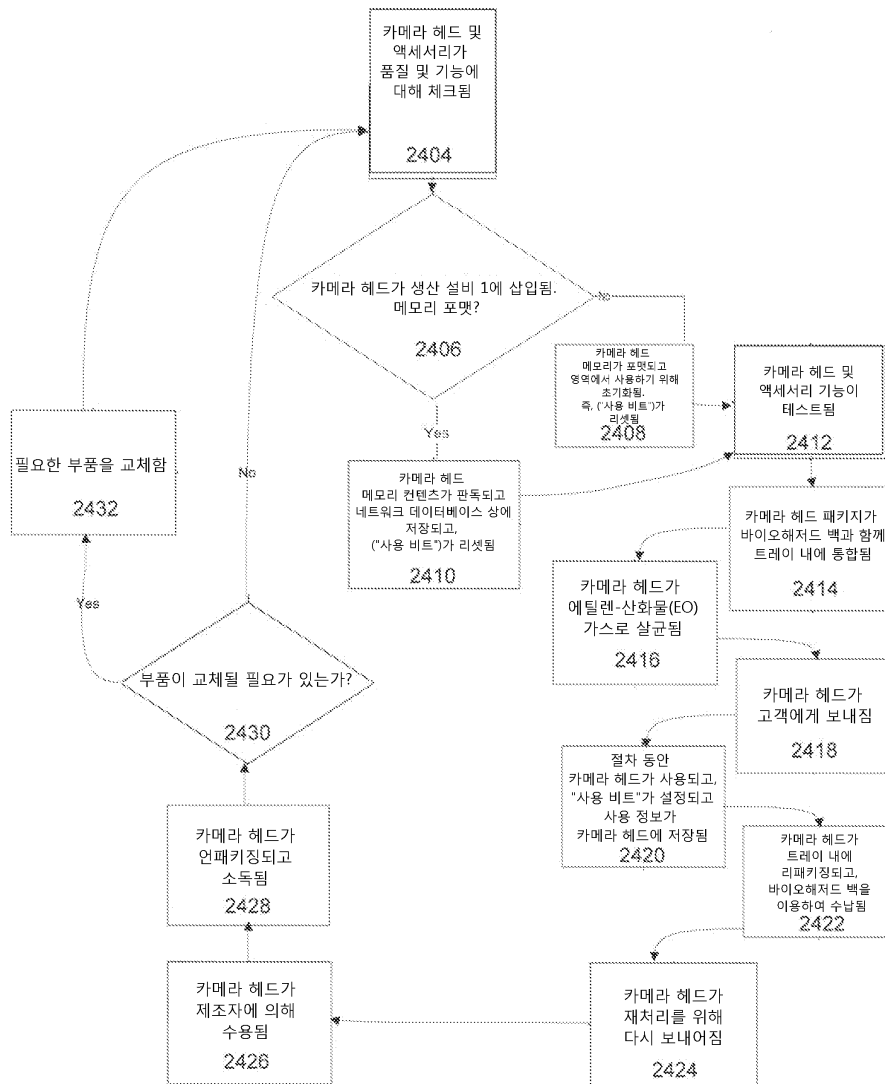 카메라 헤드 및
액세서리가
품질 및 기능에
대해 체크됨
2404
카메라 헤드가 생산 설비 1에 삽입됨.
메모리 포맷?
2406
No
카메라 헤드
메모리가 포맷되고
영역에서 사용하기 위해
초기화됨.
즉, ("사용 비트")가
리셋됨
2408
Yes
카메라 헤드
메모리 컨텐츠가 판독되고
네트워크 데이터베이스 상에
저장되고,
("사용 비트")가 리셋됨
2410
카메라 헤드 및
액세서리 기능이
테스트됨
2412
카메라 헤드 패키지가
바이오해저드 백과 함께
트레이 내에 통합됨
2414
카메라 헤드가
에틸렌-산화물(EO)
가스로 살균됨
2416
카메라 헤드가
고객에게 보내짐
2418
절차 동안
카메라 헤드가 사용되고,
"사용 비트"가 설정되고
사용 정보가
카메라 헤드에 저장됨
2420
카메라 헤드가
트레이 내에
리패키징되고,
바이오해저드 백을
이용하여 수납됨
2422
카메라 헤드가
재처리를 위해
다시 보내어짐
2424
카메라 헤드가
제조자에 의해
수용됨
2426
카메라 헤드가
언패키징되고
소독됨
2428
부품이 교체될 필요가 있는가?
2430
No
Yes
필요한 부품을 교체함
2432